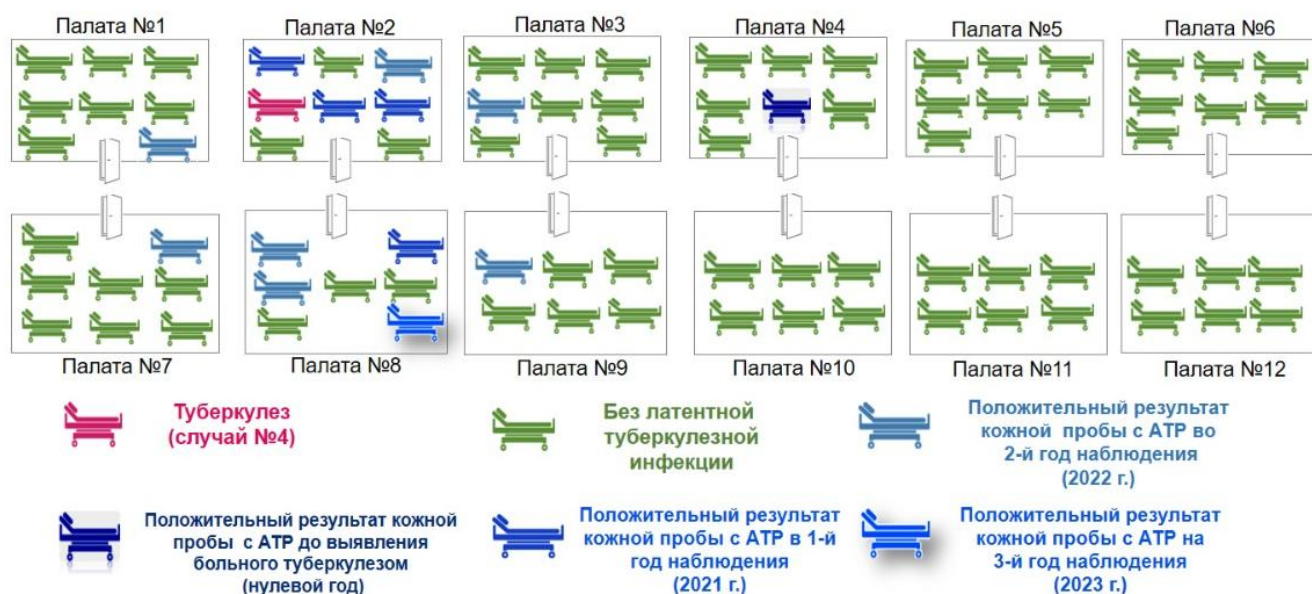 Палата №1
Палата №2
Палата №3
Палата №4
Палата №5
Палата №6
Палата №7
Палата №8
Палата №9
Палата №10
Палата №11
Палата №12
Туберкулез
(случай №4)
Без латентной
туберкулезной
инфекции
Положительный результат
кожной пробы с АТР во
2-й год наблюдения
(2022 г.)
Положительный результат кожной
пробы с АТР до выявления
больного туберкулезом
(нулевой год)
Положительный результат
кожной пробы с АТР в 1-й
год наблюдения
(2021 г.)
Положительный результат
кожной пробы с АТР на
3-й год наблюдения
(2023 г.)